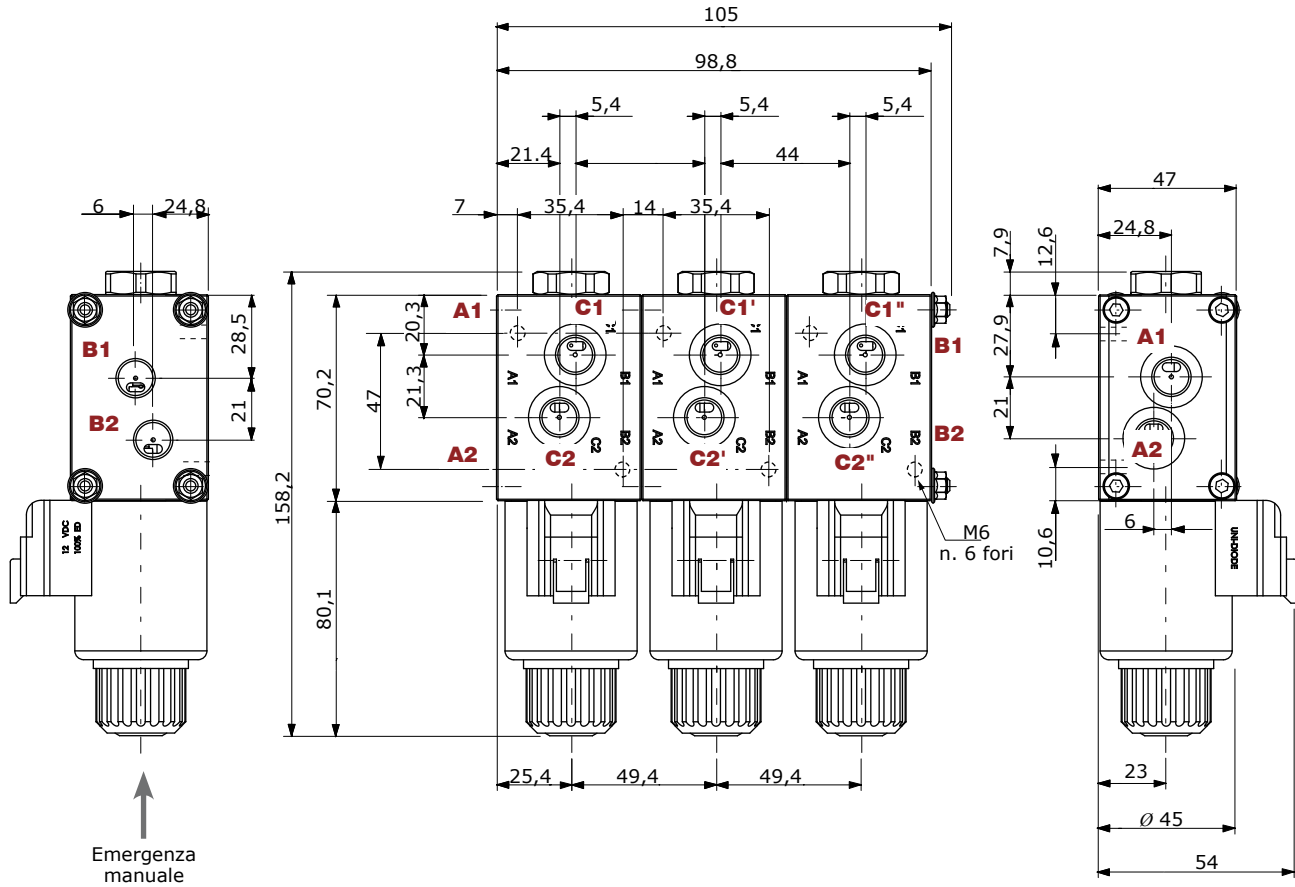 105
98,8
5,4
5,4
5,4
21.4
44
47
6
24,8
7
35,4
14
35,4
24,8
7,9
12,6
A1
C1
C1'
C1"
B1
A1
B1
B2
28,5
21
20,3
21,3
47
70,2
158,2
80,1
27,9
21
10,6
A1
B1
A1
B1
A1
B1
A2
C2
B2
A2
C2
B2
A2
C2
B2
A2
C2
C2'
C2"
B2
A2
6
M6
n. 6 fori
12 VDC
100% ED
UNI-DIODE
25,4
49,4
49,4
23
Ø 45
54
Emergenza
manuale